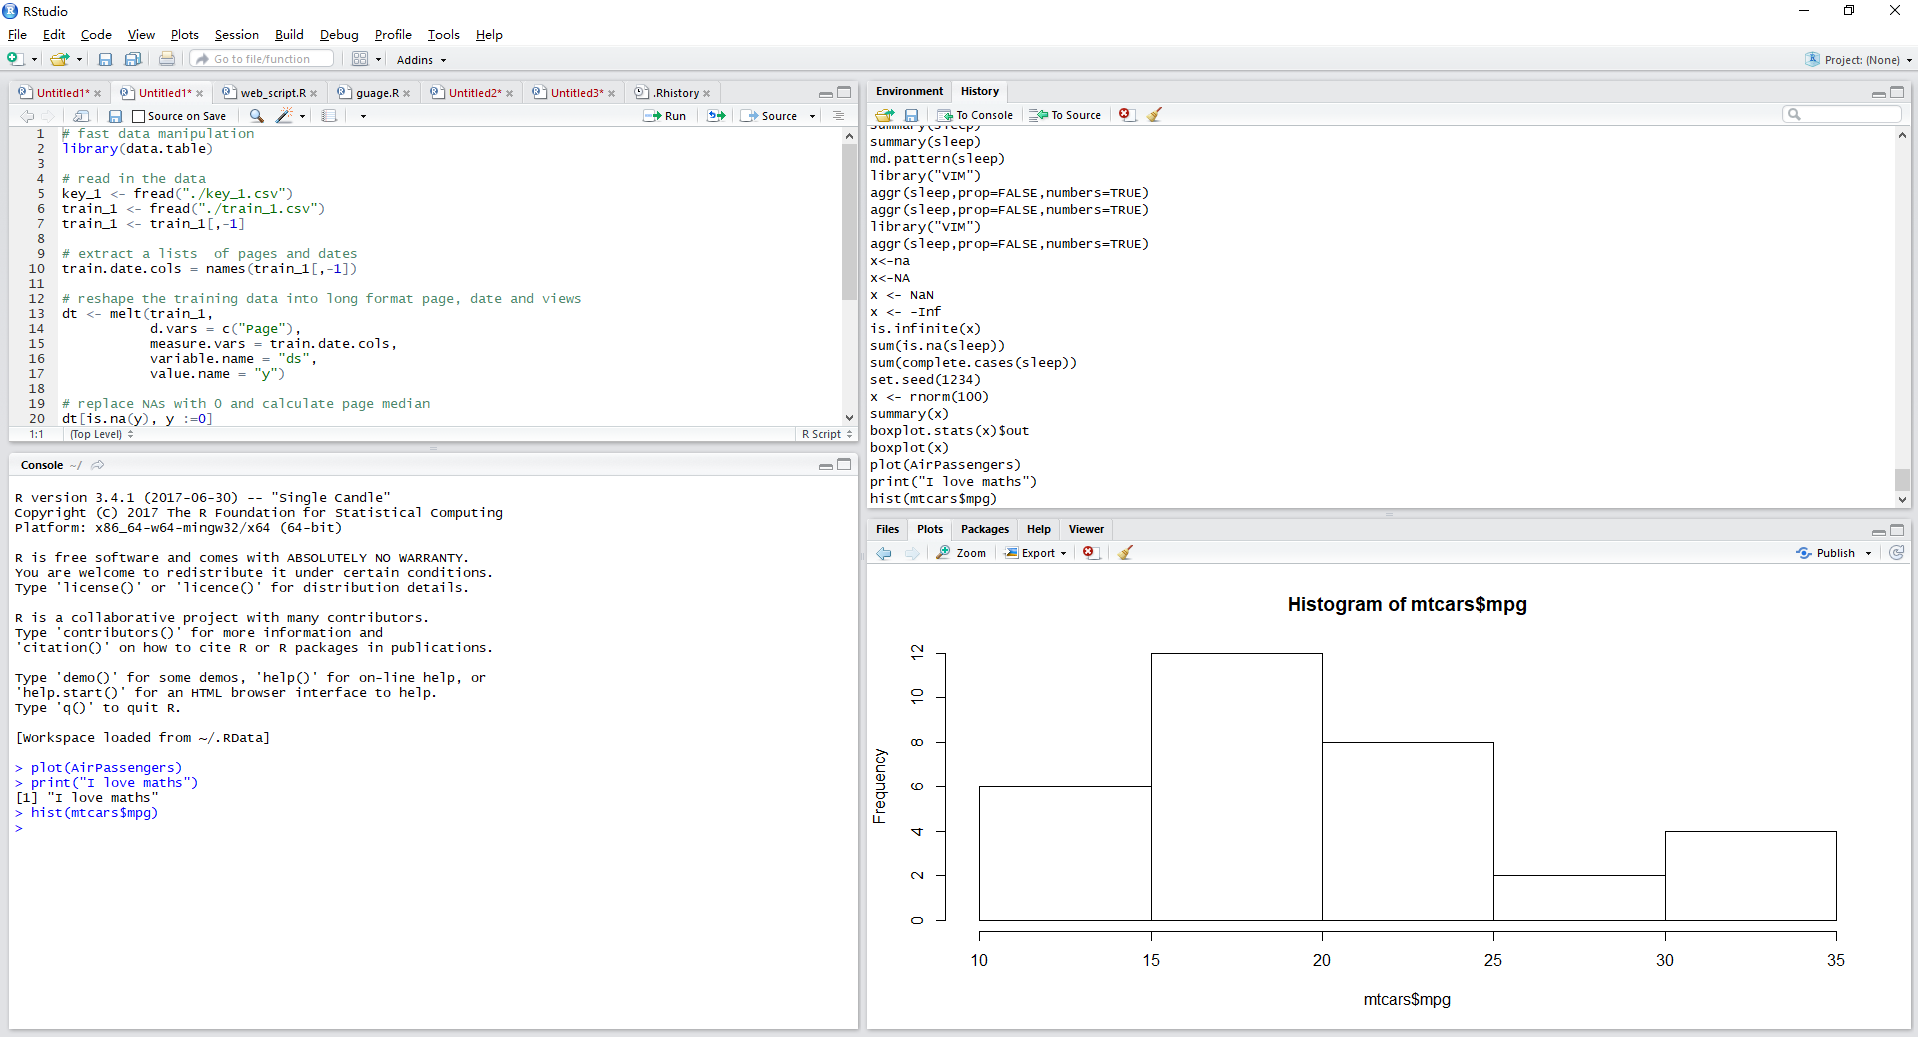 RStudio
File Edit Code View Plots Session Build Debug Profile Tools Help
Go to file/function Addins Project: (None)
Untitled1* Untitled1* web_script.R guage.R Untitled2* Untitled3* .Rhistory
Source on Save Run Source
1 # fast data manipulation
2 library(data.table)
3
4 # read in the data
5 key_1 <- fread("./key_1.csv")
6 train_1 <- fread("./train_1.csv")
7 train_1 <- train_1[,-1]
8
9 # extract a lists  of pages and dates
10 train.date.cols = names(train_1[,-1])
11
12 # reshape the training data into long format page, date and views
13 dt <- melt(train_1,
14 d.vars = c("Page"),
15 measure.vars = train.date.cols,
16 variable.name = "ds",
17 value.name = "y")
18
19 # replace NAs with 0 and calculate page median
20 dt[is.na(y), y :=0]
1:1 (Top Level) R Script
Console ~/
R version 3.4.1 (2017-06-30) -- "Single Candle"
Copyright (C) 2017 The R Foundation for Statistical Computing
Platform: x86_64-w64-mingw32/x64 (64-bit)
R is free software and comes with ABSOLUTELY NO WARRANTY.
You are welcome to redistribute it under certain conditions.
Type 'license()' or 'licence()' for distribution details.
R is a collaborative project with many contributors.
Type 'contributors()' for more information and
'citation()' on how to cite R or R packages in publications.
Type 'demo()' for some demos, 'help()' for on-line help, or
'help.start()' for an HTML browser interface to help.
Type 'q()' to quit R.
[Workspace loaded from ~/.RData]
> plot(AirPassengers)
> print("I love maths")
[1] "I love maths"
> hist(mtcars$mpg)
>
Environment History
To Console To Source
summary(sleep)
summary(sleep)
md.pattern(sleep)
library("VIM")
aggr(sleep,prop=FALSE,numbers=TRUE)
aggr(sleep,prop=FALSE,numbers=TRUE)
library("VIM")
aggr(sleep,prop=FALSE,numbers=TRUE)
x<-na
x<-NA
x <- NaN
x <- -Inf
is.infinite(x)
sum(is.na(sleep))
sum(complete.cases(sleep))
set.seed(1234)
x <- rnorm(100)
summary(x)
boxplot.stats(x)$out
boxplot(x)
plot(AirPassengers)
print("I love maths")
hist(mtcars$mpg)
Files Plots Packages Help Viewer
Zoom Export Publish
Histogram of mtcars$mpg
Frequency
12
10
8
6
4
2
0
10 15 20 25 30 35
mtcars$mpg